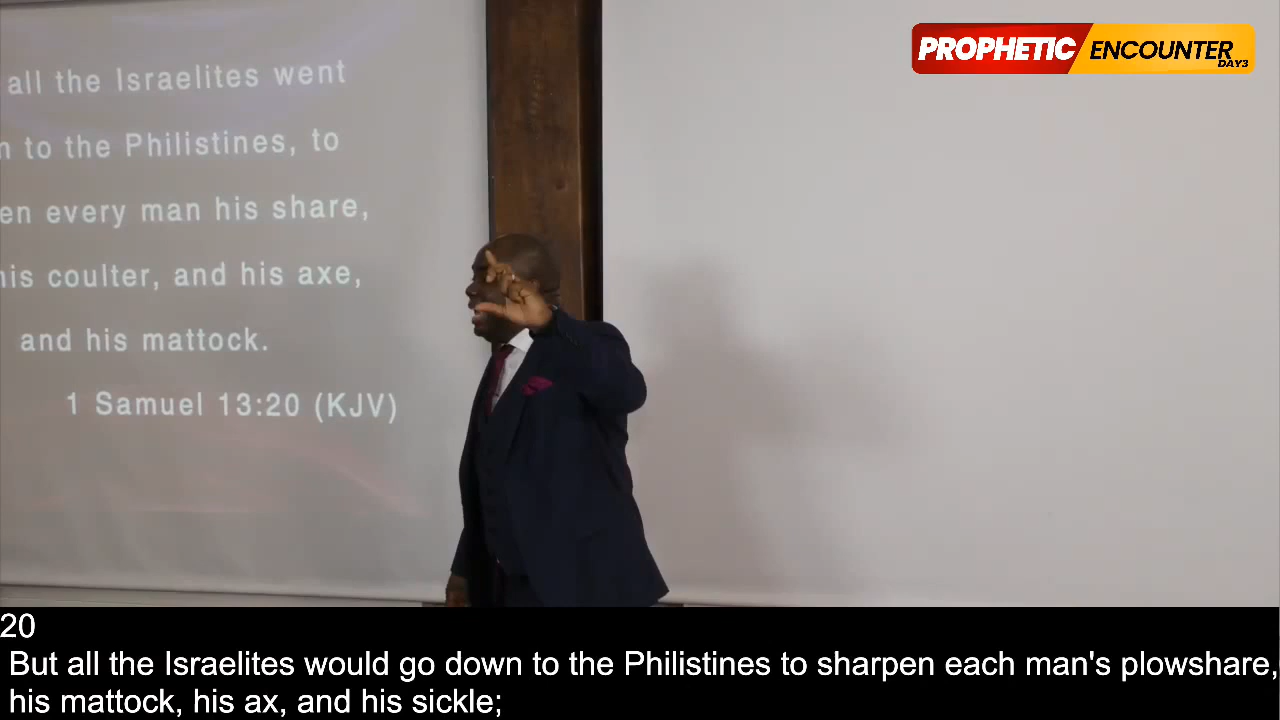 PROPHETIC ENCOUNTER
DAY3
all the Israelites went
to the Philistines, to
every man his share,
his coulter, and his axe,
and his mattock.
1 Samuel 13:20 (KJV)
20
But all the Israelites would go down to the Philistines to sharpen each man's plowshare,
his mattock, his ax, and his sickle;